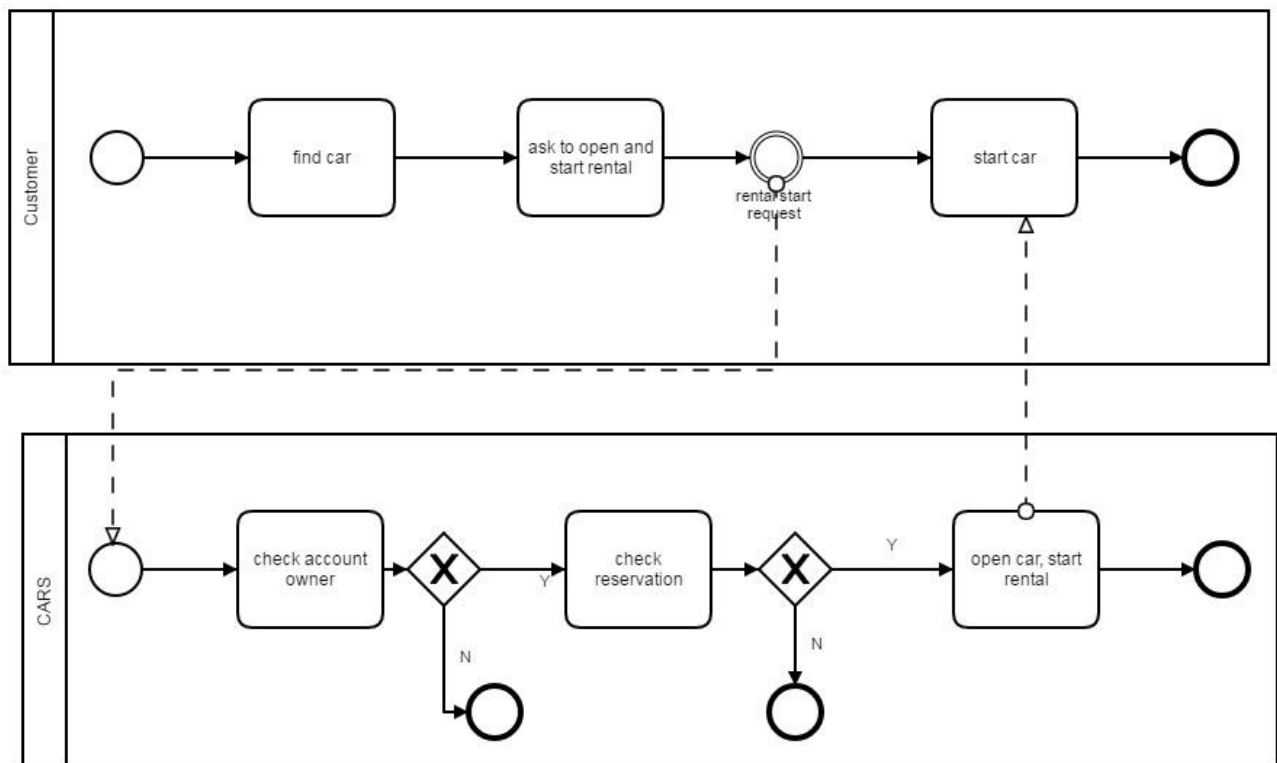 Customer
find car
ask to open and
start rental
rental start
request
start car
CARS
check account
owner
Y
N
check
reservation
Y
N
open car, start
rental